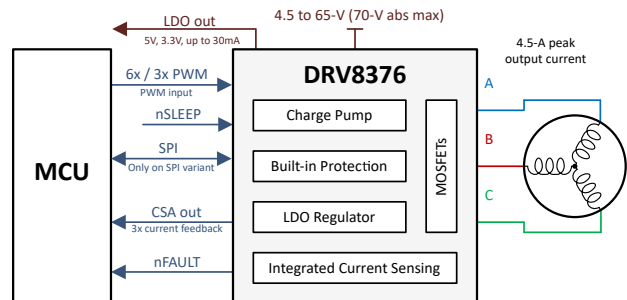 LDO out
4.5 to 65-V (70-V abs max)
5V, 3.3V, up to 30mA
4.5-A peak
output current
MCU
6x / 3x PWM
PWM input
nSLEEP
SPI
Only on SPI variant
CSA out
3x current feedback
nFAULT
DRV8376
Charge Pump
Built-in Protection
LDO Regulator
Integrated Current Sensing
MOSFETs
A
B
C